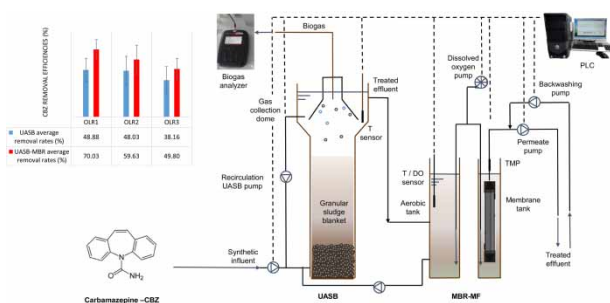 CBZ REMOVAL EFFICIENCIES (%)
OLR1 OLR2 OLR3
UASB average
removal rates (%)
48.88 48.03 38.16
UASB-MBR average
removal rates (%)
70.03 59.63 49.80
Biogas
Biogas
analyzer
Gas
collection
dome
Treated
effluent
T
sensor
Dissolved
oxygen
pump
PLC
Backwashing
pump
Permeate
pump
TMP
T / DO
sensor
Aerobic
tank
Membrane
tank
Recirculation
UASB pump
Granular
sludge
blanket
Synthetic
influent
Treated
effluent
N
O
NH2
Carbamazepine –CBZ
UASB
MBR-MF